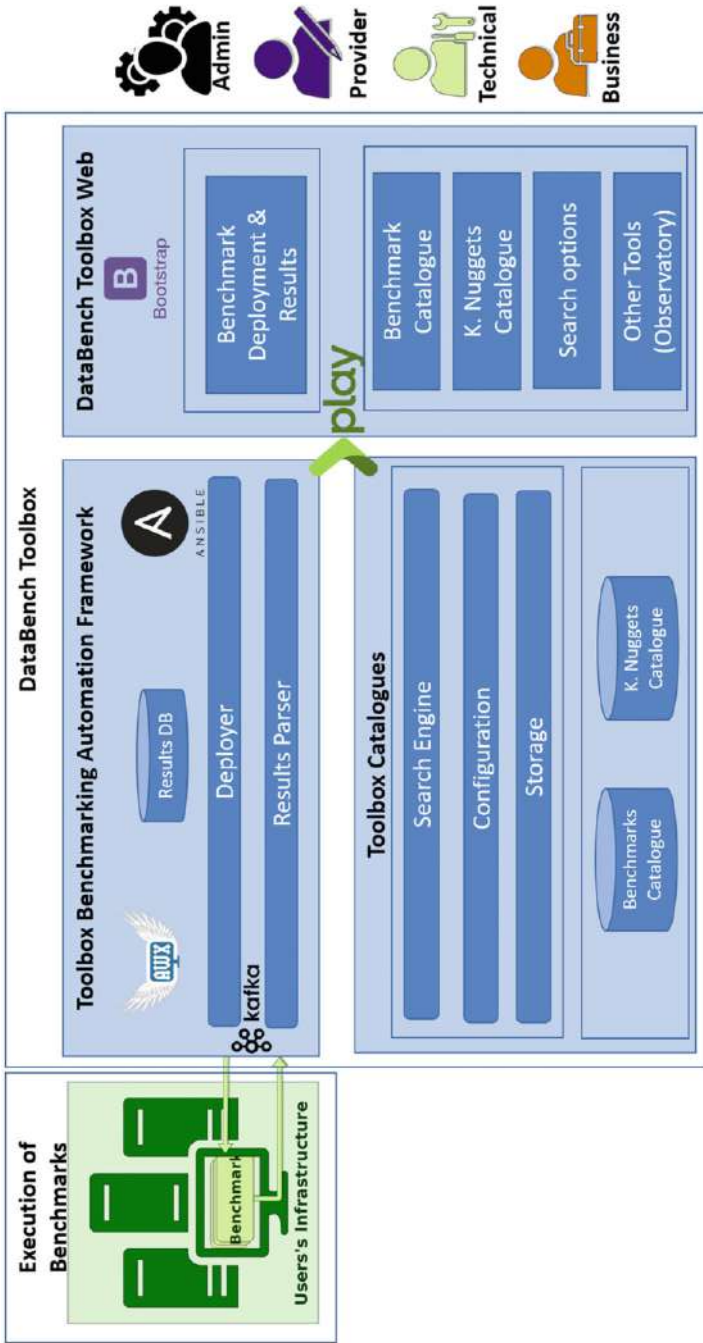 DataBench Toolbox
Execution of
Benchmarks
Benchmark
Users's Infrastructure
Toolbox Benchmarking Automation Framework
AWX
Results DB
A
ANSIBLE
Deployer
Results Parser
kafka
Toolbox Catalogues
Search Engine
Configuration
Storage
Benchmarks
Catalogue
K. Nuggets
Catalogue
play
DataBench Toolbox Web
B
Bootstrap
Benchmark
Deployment &
Results
Benchmark
Catalogue
K. Nuggets
Catalogue
Search options
Other Tools
(Observatory)
Admin
Provider
Technical
Business